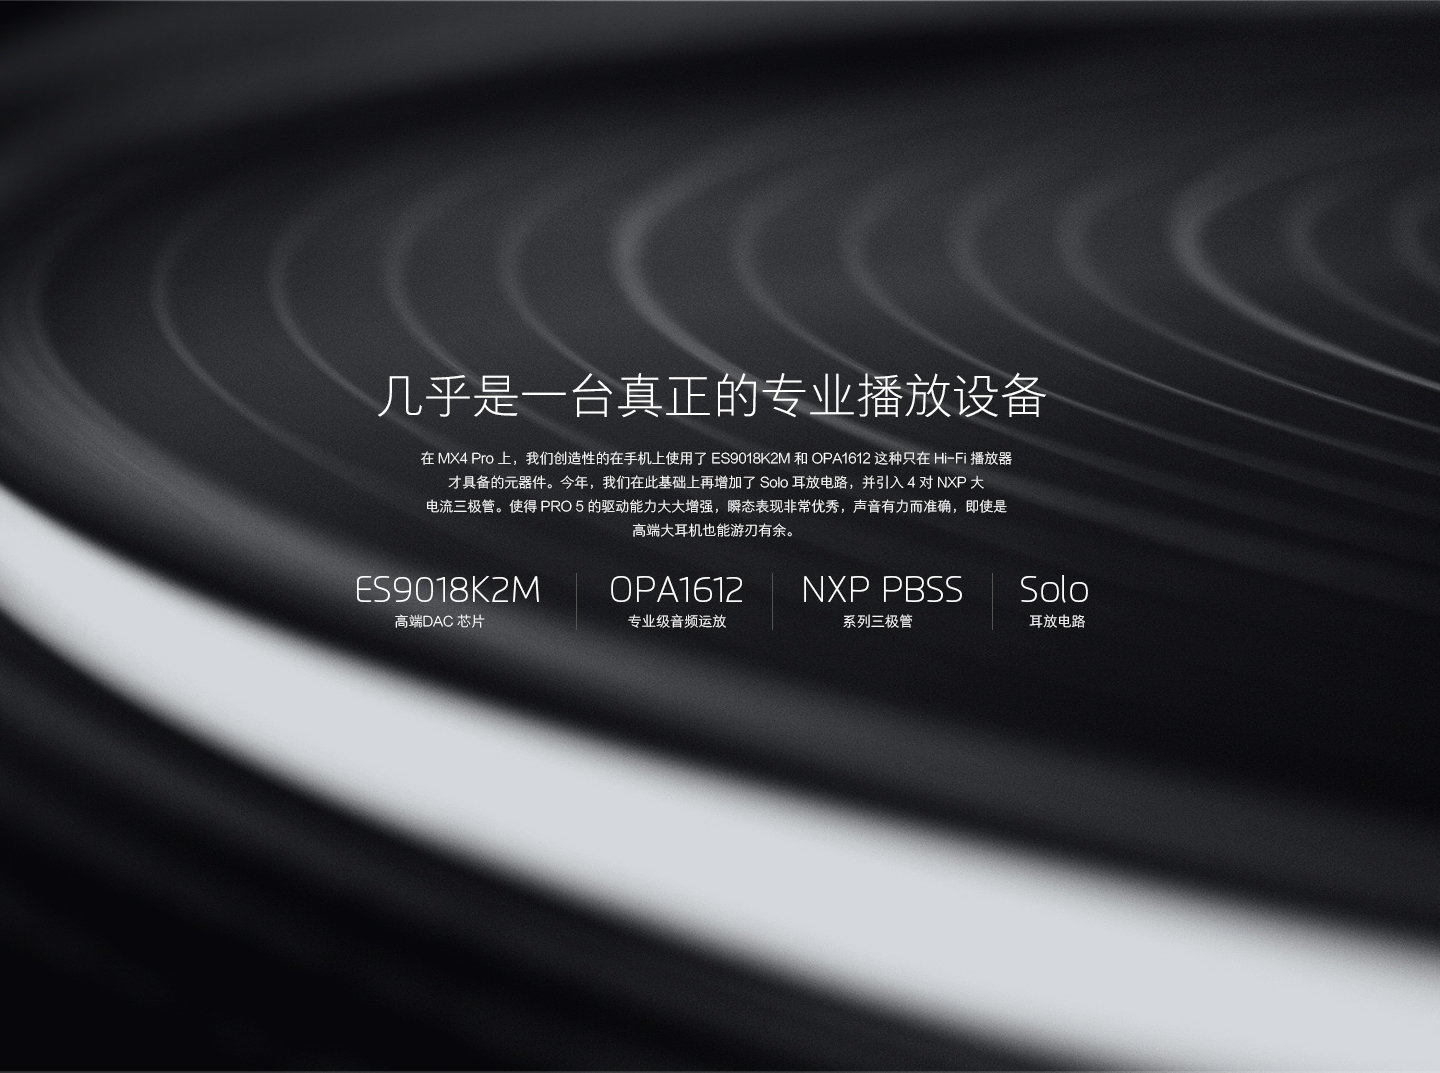 几乎是一台真正的专业播放设备
在 MX4 Pro 上，我们创造性的在手机上使用了 ES9018K2M 和 OPA1612 这种只在 Hi-Fi 播放器
才具备的元器件。今年，我们在此基础上再增加了 Solo 耳放电路，并引入 4 对 NXP 大
电流三极管。使得 PRO 5 的驱动能力大大增强，瞬态表现非常优秀，声音有力而准确，即使是
高端大耳机也能游刃有余。
ES9018K2M OPA1612 NXP PBSS Solo
高端DAC 芯片 专业级音频运放 系列三极管 耳放电路